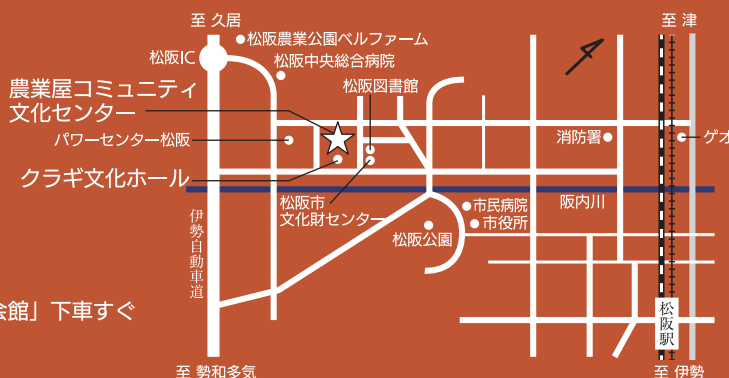 至 久居
至 津
松阪農業公園ベルファーム
松阪IC
松阪中央総合病院
農業屋コミュニティ
文化センター
松阪図書館
パワーセンター松阪
消防署
ゲオ
クラギ文化ホール
松阪市
文化財センター
市民病院
市役所
阪内川
松阪公園
伊勢自動車道
会館」下車すぐ
松阪駅
至 勢和多気
至 伊勢